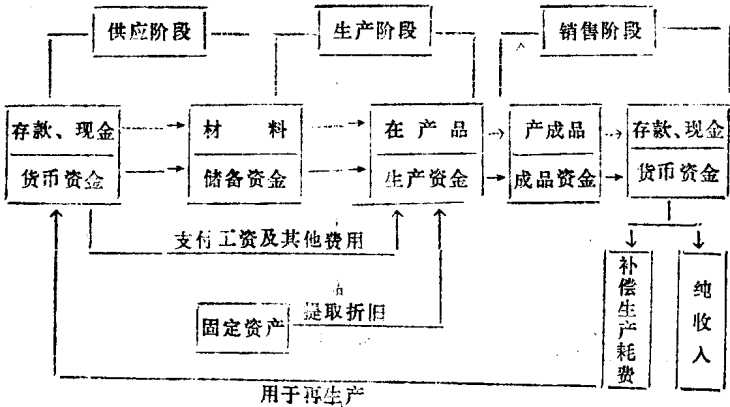 供应阶段
生产阶段
销售阶段
存款、现金
材 料
在产品
产成品
存款、现金
货币资金
储备资金
生产资金
成品资金
货币资金
支付工资及其他费用
补偿生产耗费
纯收入
提取折旧
固定资产
用于再生产